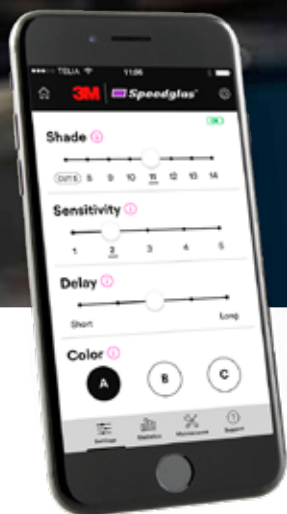 TELIA 11:06
3M Speedglas
ON
Shade
CUT 5 8 9 10 11 12 13 14
Sensitivity
1 2 3 4 5
Delay
Short Long
Color
A B C
Settings Statistics Maintenance Support